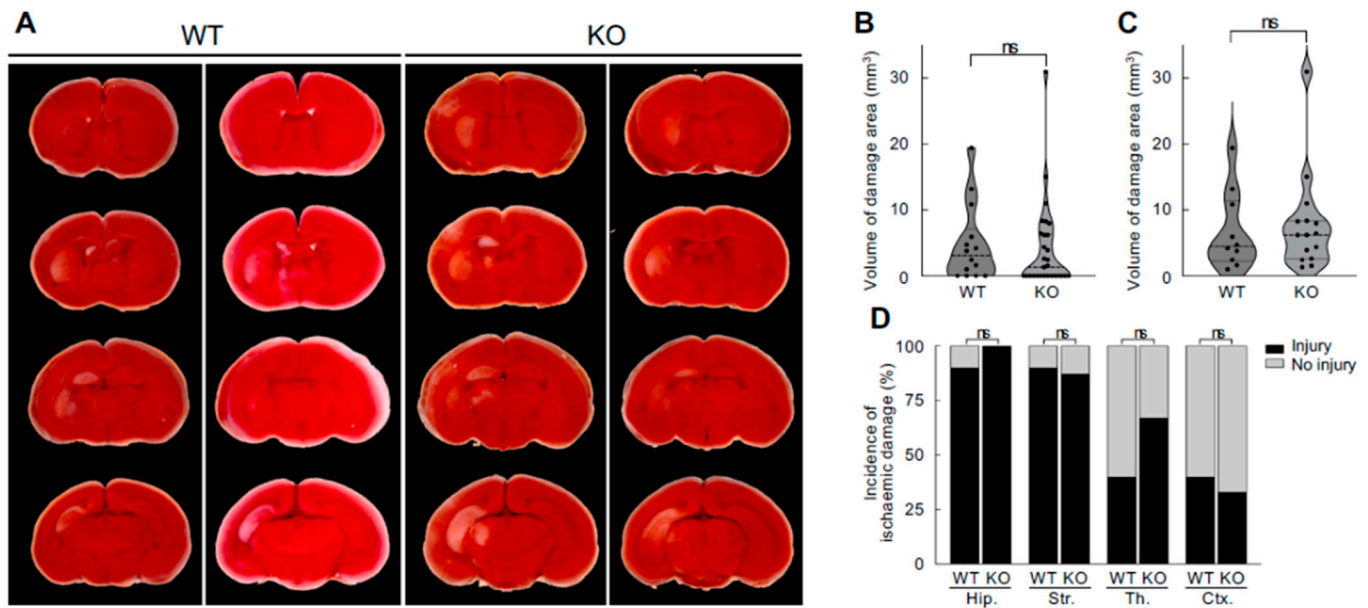 A
WT
KO
B
ns
Volume of damage area (mm³)
30
20
10
0
WT
KO
C
ns
Volume of damage area (mm³)
30
20
10
0
WT
KO
D
ns
ns
ns
ns
Injury
No injury
Incidence of
ischaemic damage (%)
100
75
50
25
0
WT KO
WT KO
WT KO
WT KO
Hip.
Str.
Th.
Ctx.